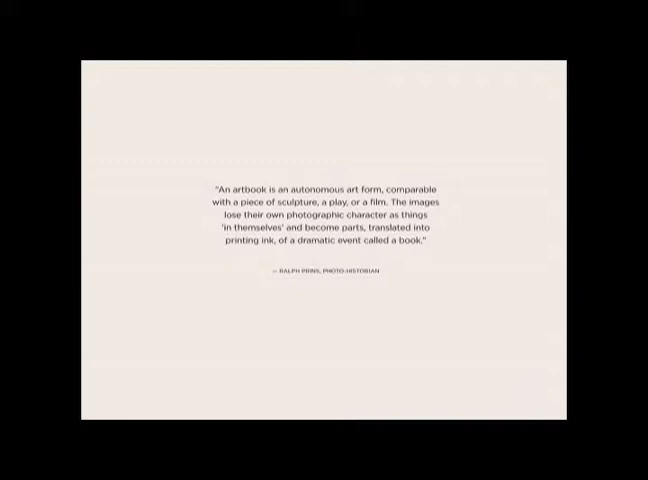 "An artbook is an autonomous art form, comparable
with a piece of sculpture, a play, or a film. The images
lose their own photographic character as things
'in themselves' and become parts, translated into
printing ink, of a dramatic event called a book."
— RALPH PRINS, PHOTO-HISTORIAN